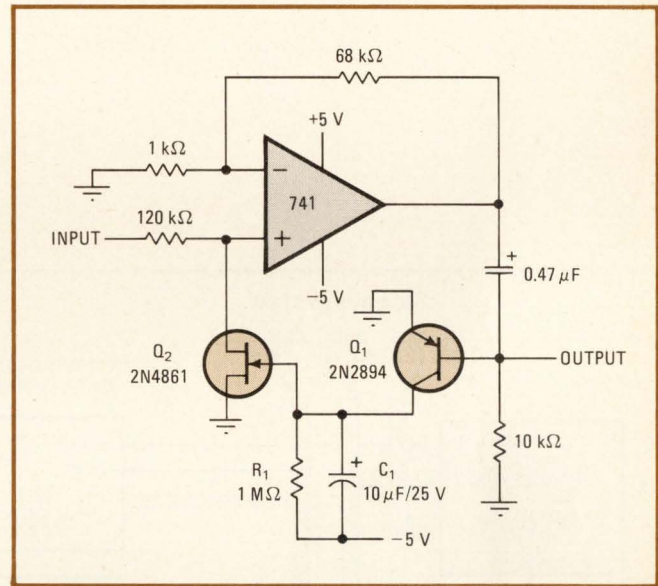 68 kΩ
+5 V
1 kΩ
−
741
120 kΩ
INPUT
+
−5 V
+
0.47 μF
Q₂
2N4861
Q₁
2N2894
OUTPUT
R₁
1 MΩ
+
C₁
10 μF/25 V
10 kΩ
−5 V